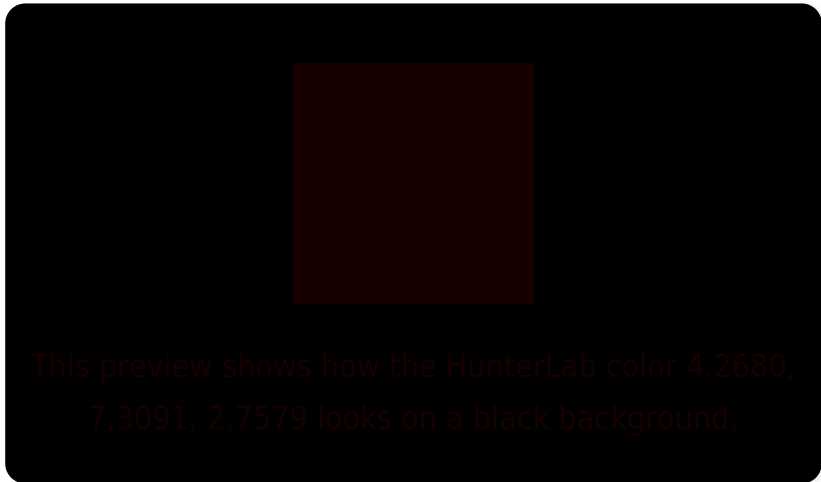 This preview shows how the HunterLab color 4.2680,
7.3091, 2.7579 looks on a black background.